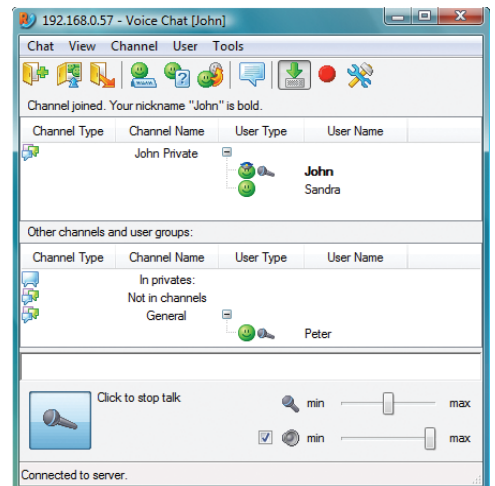 192.168.0.57 - Voice Chat [John]
Chat View Channel User Tools
Channel joined. Your nickname "John" is bold.
Channel Type Channel Name User Type User Name
John Private
John
Sandra
Other channels and user groups:
Channel Type Channel Name User Type User Name
In privates:
Not in channels
General
Peter
Click to stop talk
min max
min max
Connected to server.